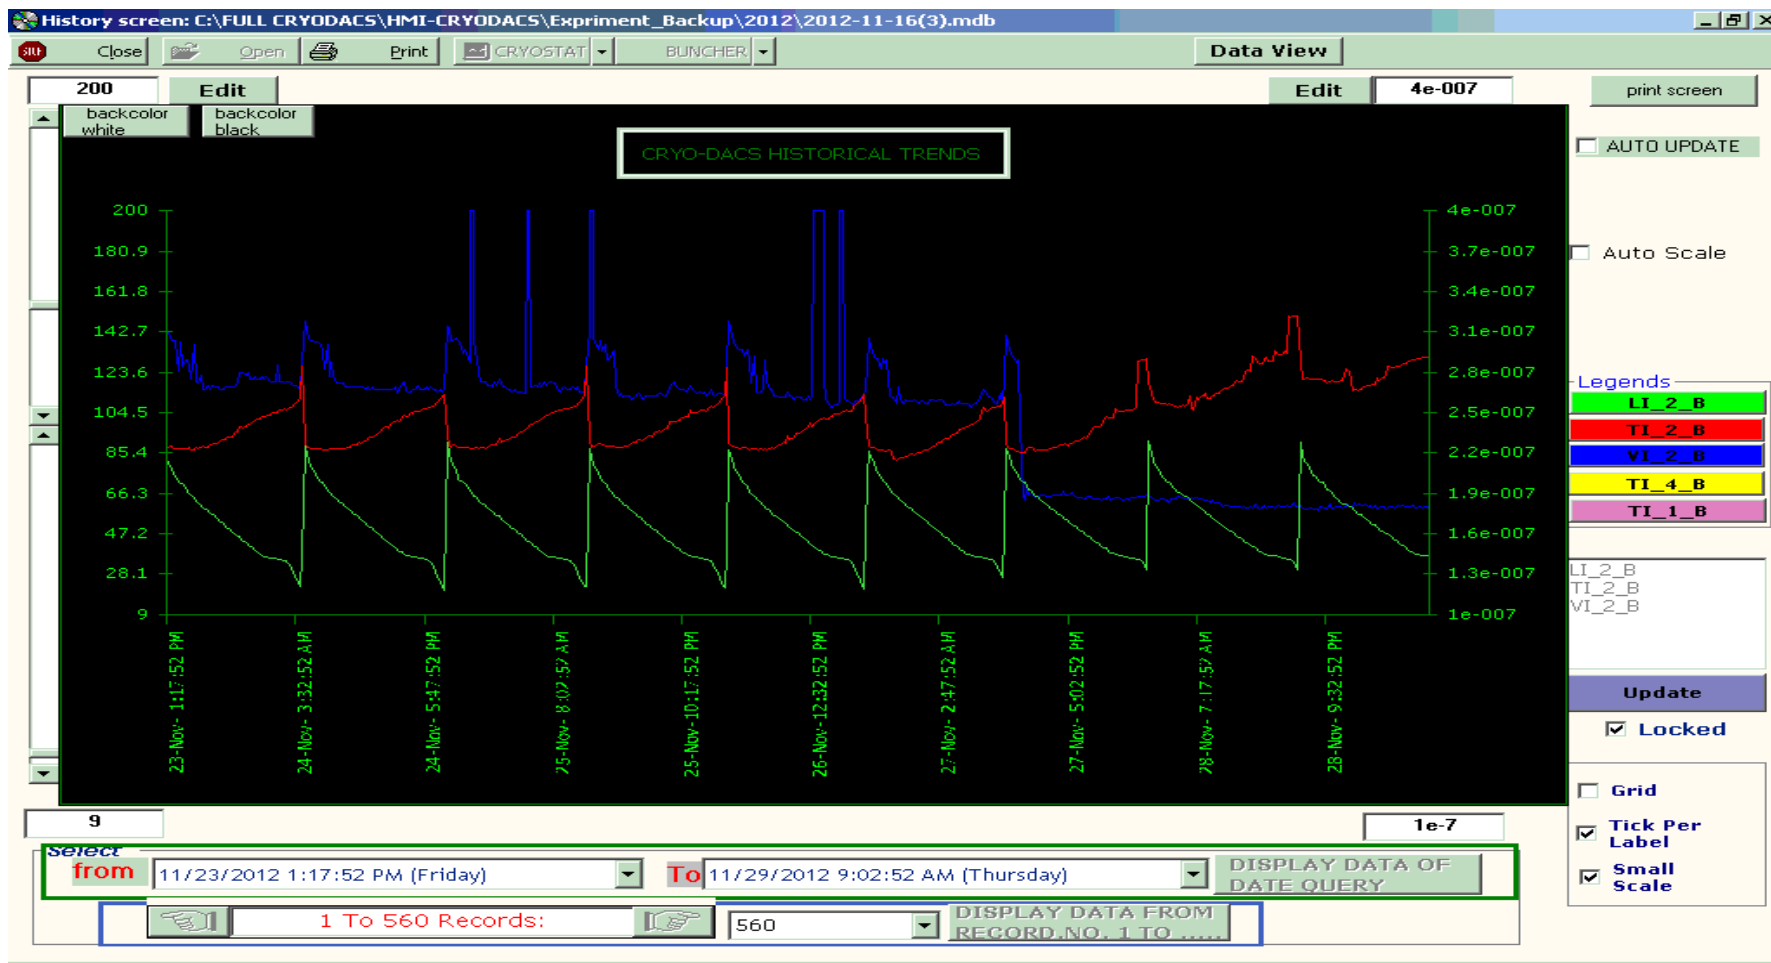 History screen: C:\FULL CRYODACS\HMI-CRYODACS\Expriment_Backup\2012\2012-11-16(3).mdb
Close Open Print CRYOSTAT BUNCHER Data View
200 Edit Edit 4e-007 print screen
backcolor white backcolor black
CRYO-DACS HISTORICAL TRENDS
AUTO UPDATE
200 4e-007
180.9 3.7e-007
Auto Scale
161.8 3.4e-007
142.7 3.1e-007
123.6 2.8e-007
Legends
LI_2_B
104.5 2.5e-007
TI_2_B
85.4 2.2e-007
VI_2_B
TI_4_B
66.3 1.9e-007
TI_1_B
47.2 1.6e-007
28.1 1.3e-007
LI_2_B
TI_2_B
VI_2_B
9 1e-007
23-Nov- 1:17:52 PM
24-Nov- 3:32:52 AM
24-Nov- 5:47:52 PM
25-Nov- 8:02:52 AM
25-Nov-10:17:52 PM
26-Nov-12:32:52 PM
27-Nov- 2:47:52 AM
27-Nov- 5:02:52 PM
28-Nov- 7:17:52 AM
28-Nov- 9:32:52 PM
Update
Locked
Grid
Tick Per Label
Small Scale
9 1e-7
Select
from 11/23/2012 1:17:52 PM (Friday) To 11/29/2012 9:02:52 AM (Thursday) DISPLAY DATA OF DATE QUERY
1 To 560 Records: 560 DISPLAY DATA FROM RECORD.NO. 1 TO .....